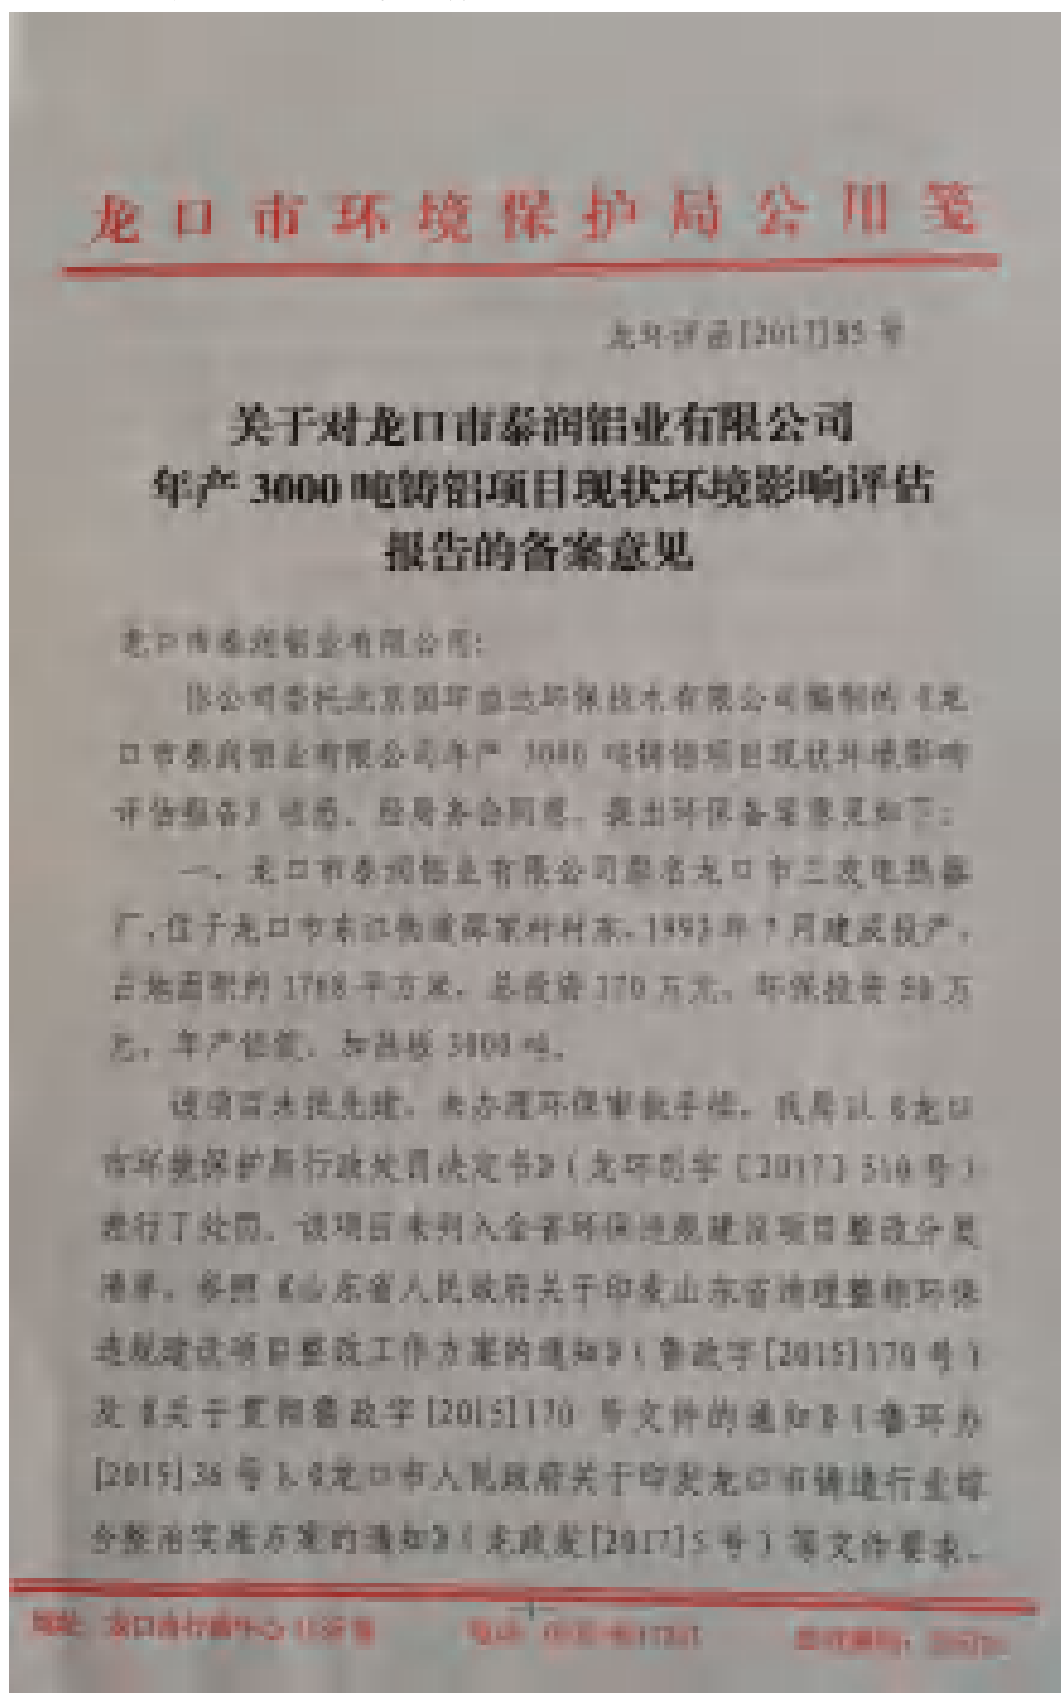 龙口市环境保护局公用笺
龙环评函[2017]85号
关于对龙口市泰润铝业有限公司
年产3000吨铸铝项目现状环境影响评估
报告的备案意见
龙口市泰润铝业有限公司:
你公司委托北京国环益达环保技术有限公司编制的《龙
口市泰润铝业有限公司年产3000吨铸铝项目现状环境影响
评估报告》收悉。经局务会同意，提出环保备案意见如下:
一、龙口市泰润铝业有限公司原名龙口市三发电热器
厂,位于龙口市东江街道邵家村村东,1993年7月建成投产,
占地面积约1768平方米,总投资170万元,环保投资50万
元,年产加热板3000吨。
该项目未批先建,未办理环保审批手续,我局以《龙口
市环境保护局行政处罚决定书》(龙环罚字〔2017〕510号)
进行了处罚。该项目未列入全省环保违规建设项目整改分类
清单,参照《山东省人民政府关于印发山东省清理整顿环保
违规建设项目整改工作方案的通知》(鲁政字[2015]170号)
及《关于贯彻鲁政字[2015]170号文件的通知》(鲁环办
[2015]36号)、《龙口市人民政府关于印发龙口市铸造行业综
合整治实施方案的通知》(龙政发[2017]5号)等文件要求,
1
地址:龙口市行政中心
电话:
邮政编码: